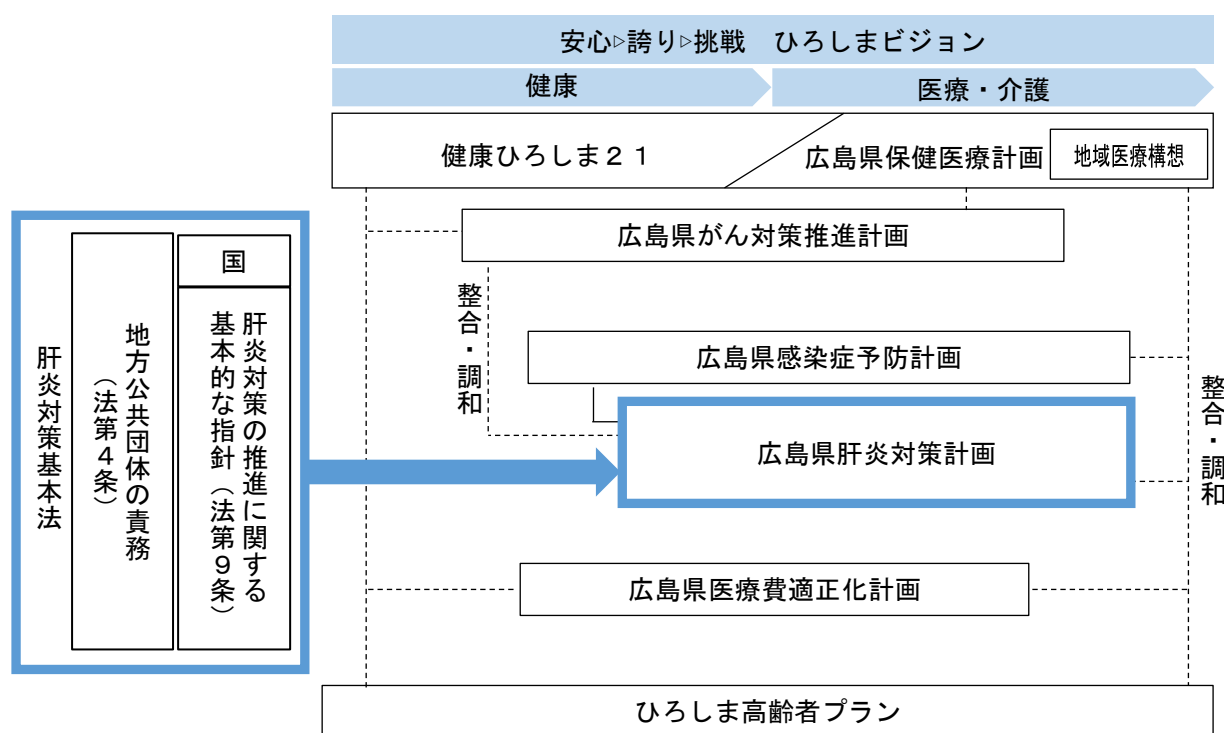 安心▷誇り▷挑戦　ひろしまビジョン
健康
医療・介護
健康ひろしま２１
広島県保健医療計画
地域医療構想
広島県がん対策推進計画
整合・調和
広島県感染症予防計画
広島県肝炎対策計画
整合・調和
広島県医療費適正化計画
ひろしま高齢者プラン
国
肝炎対策の推進に関する
基本的な指針（法第９条）
地方公共団体の責務
（法第４条）
肝炎対策基本法